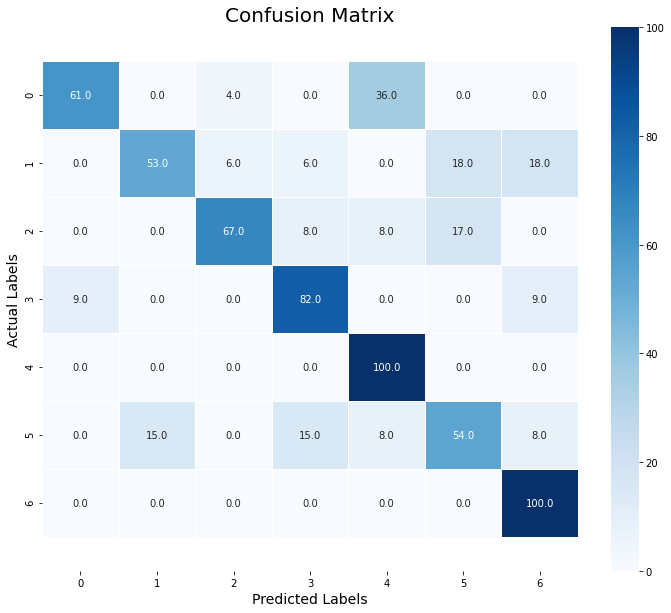 Confusion Matrix
100
0 61.0 0.0 4.0 0.0 36.0 0.0 0.0
1 0.0 53.0 6.0 6.0 0.0 18.0 18.0
80
2 0.0 0.0 67.0 8.0 8.0 17.0 0.0
60
Actual Labels
3 9.0 0.0 0.0 82.0 0.0 0.0 9.0
40
4 0.0 0.0 0.0 0.0 100.0 0.0 0.0
5 0.0 15.0 0.0 15.0 8.0 54.0 8.0
20
6 0.0 0.0 0.0 0.0 0.0 0.0 100.0
0
0 1 2 3 4 5 6
Predicted Labels